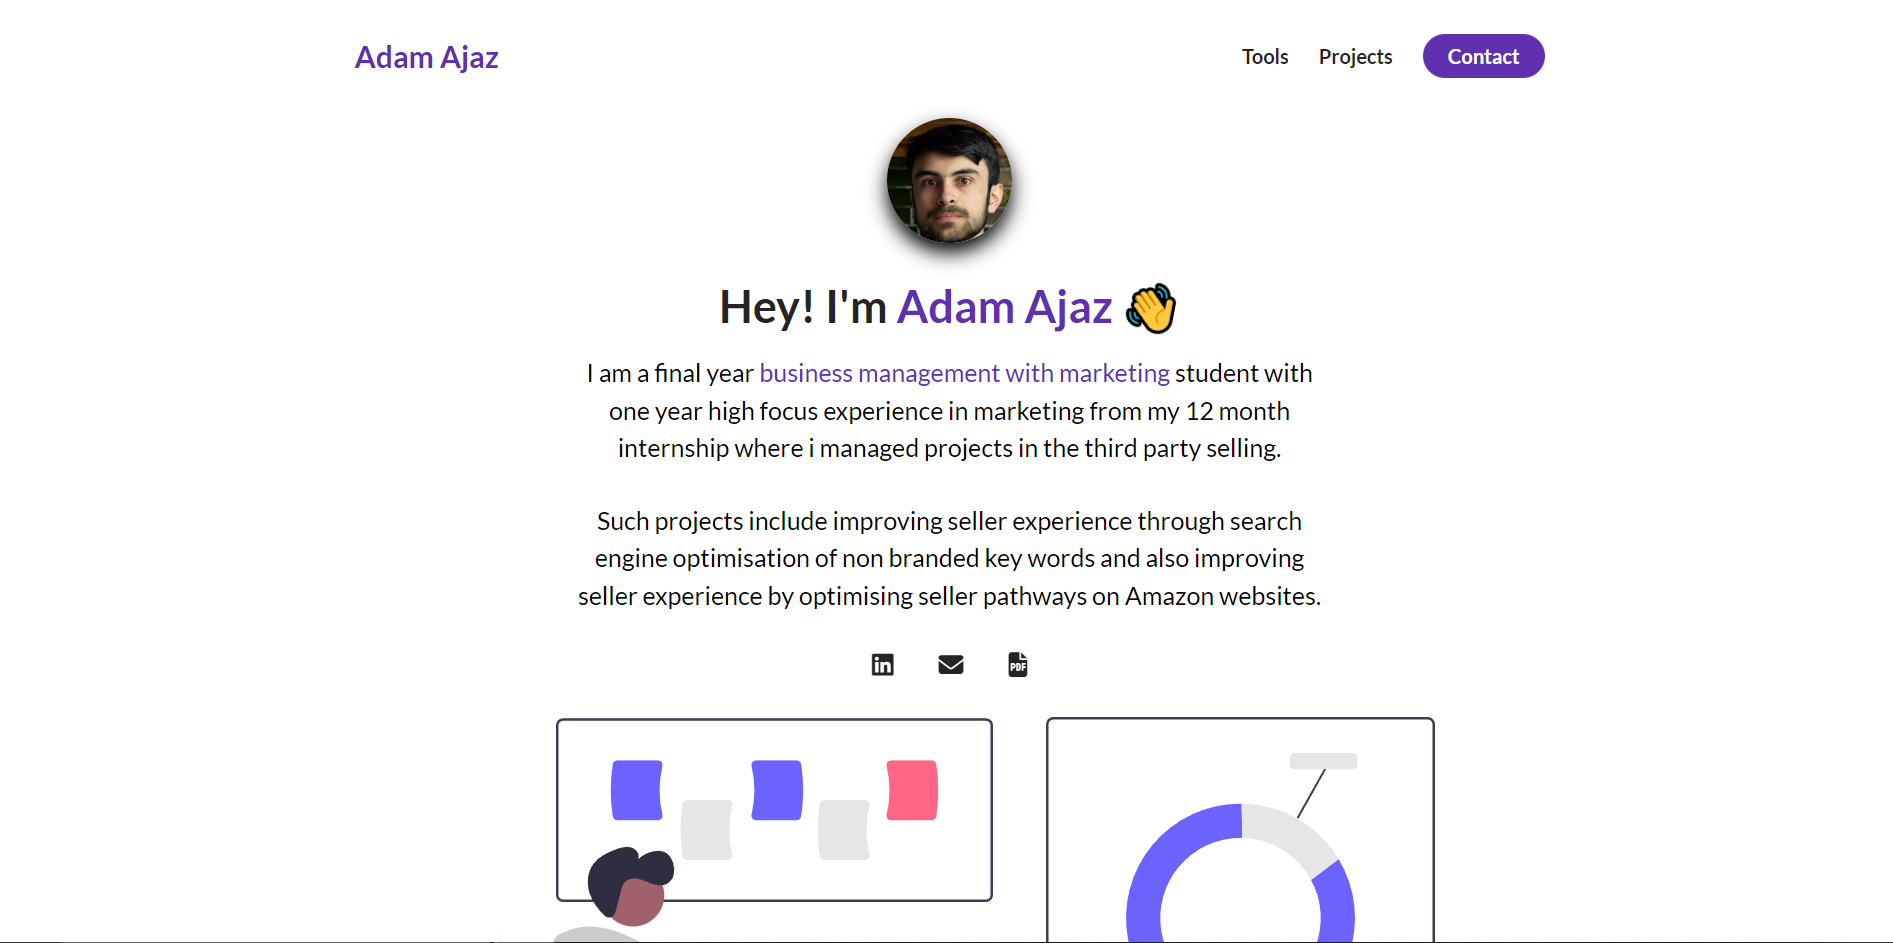 Adam Ajaz
Tools Projects Contact
Hey! I'm Adam Ajaz 👋
I am a final year business management with marketing student with
one year high focus experience in marketing from my 12 month
internship where i managed projects in the third party selling.
Such projects include improving seller experience through search
engine optimisation of non branded key words and also improving
seller experience by optimising seller pathways on Amazon websites.
in PDF